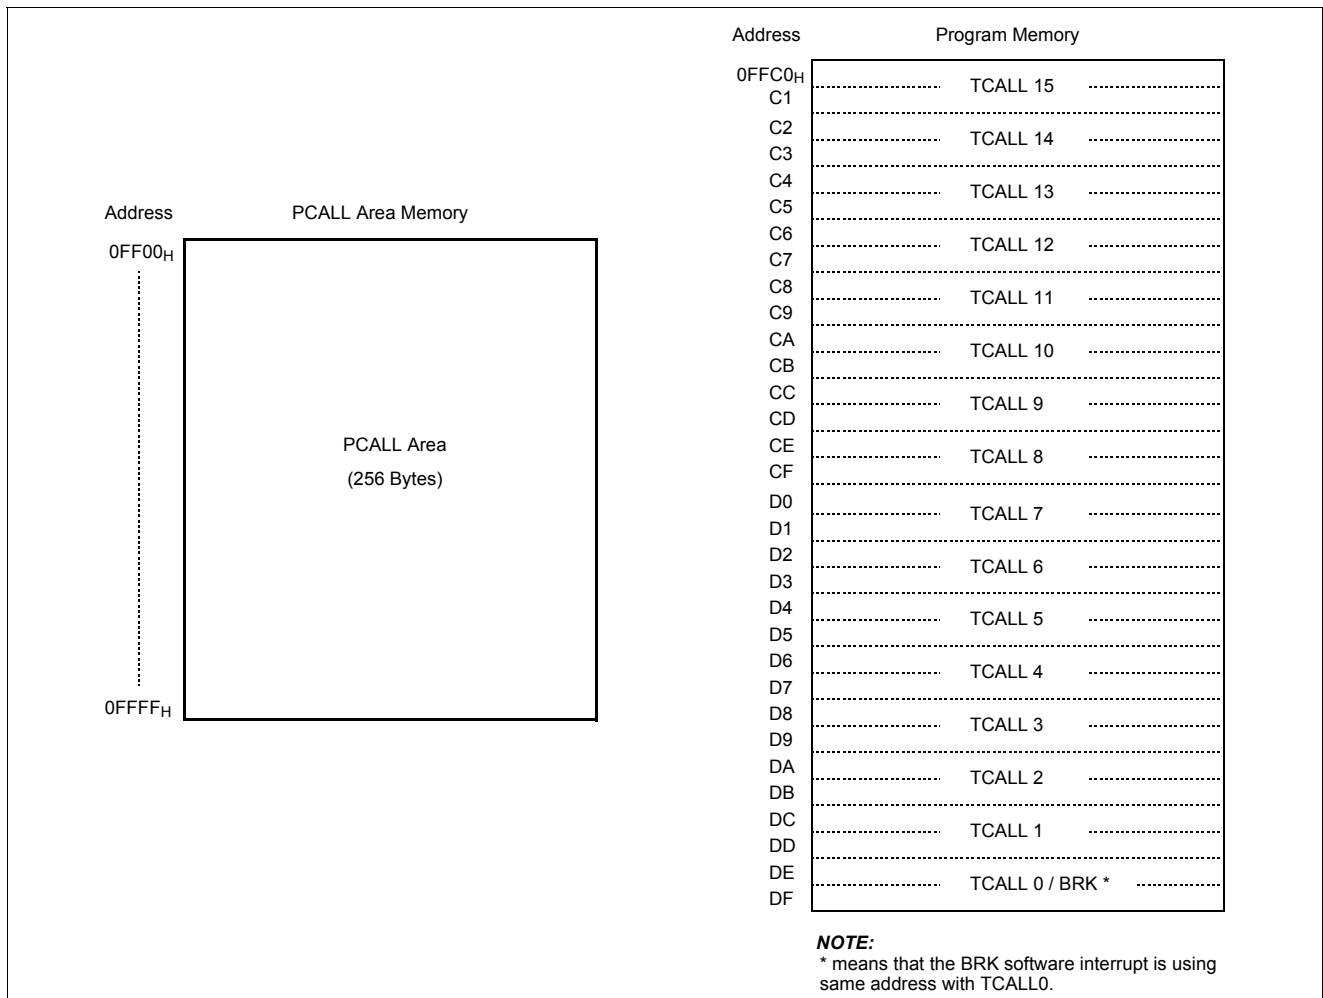 Address PCALL Area Memory
0FF00H
PCALL Area
(256 Bytes)
0FFFFH
Address Program Memory
0FFC0H
TCALL 15
C1
C2
TCALL 14
C3
C4
TCALL 13
C5
C6
TCALL 12
C7
C8
TCALL 11
C9
CA
TCALL 10
CB
CC
TCALL 9
CD
CE
TCALL 8
CF
D0
TCALL 7
D1
D2
TCALL 6
D3
D4
TCALL 5
D5
D6
TCALL 4
D7
D8
TCALL 3
D9
DA
TCALL 2
DB
DC
TCALL 1
DD
DE
TCALL 0 / BRK *
DF
NOTE:
* means that the BRK software interrupt is using
same address with TCALL0.